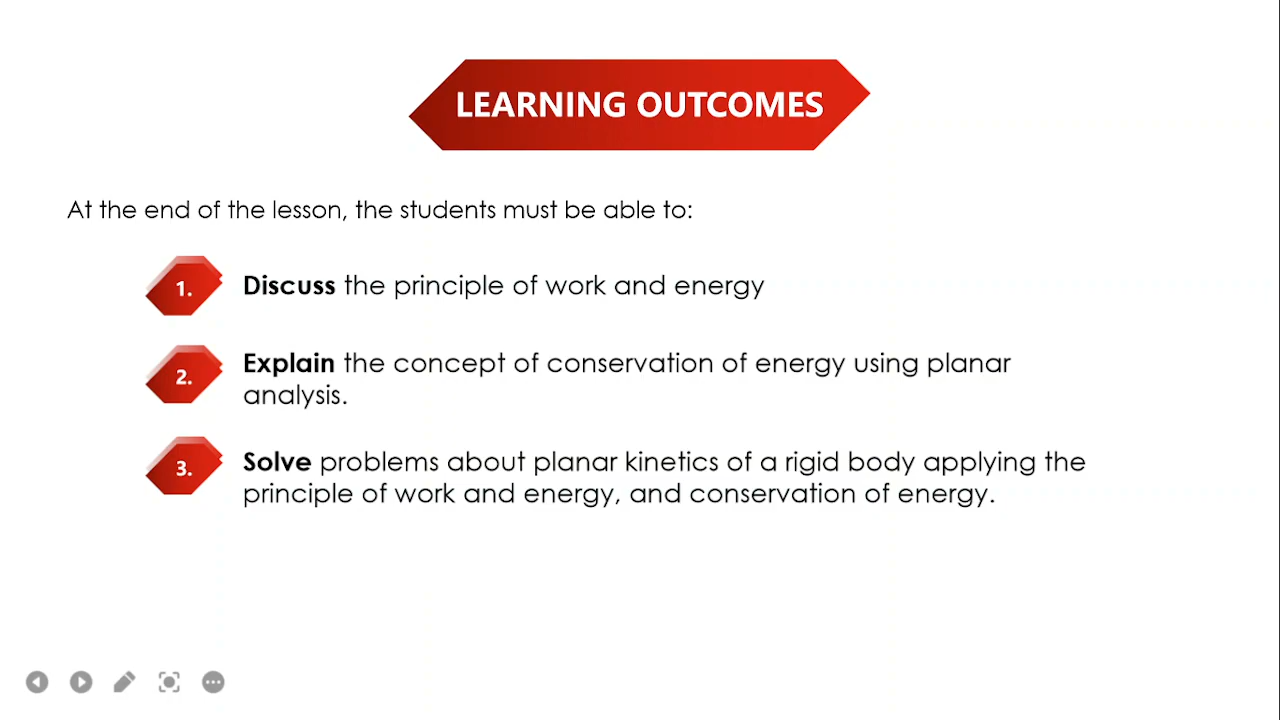 LEARNING OUTCOMES
At the end of the lesson, the students must be able to:
1.
Discuss the principle of work and energy
2.
Explain the concept of conservation of energy using planar
analysis.
3.
Solve problems about planar kinetics of a rigid body applying the
principle of work and energy, and conservation of energy.